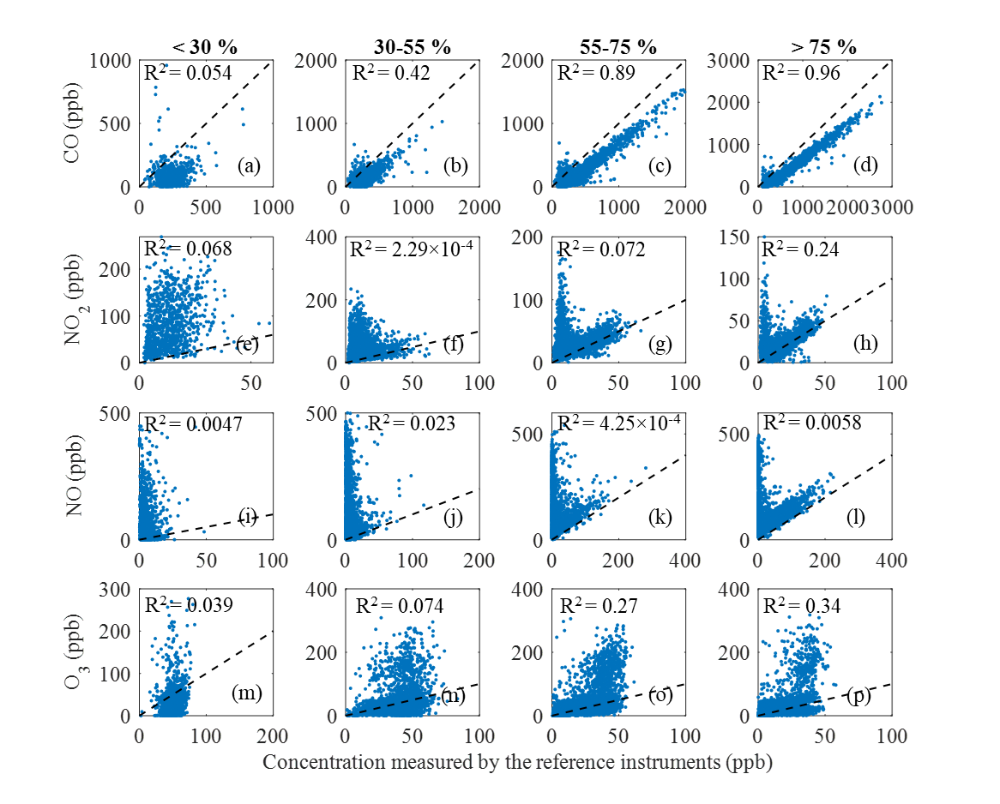 < 30 % 30-55 % 55-75 % > 75 %
CO (ppb)
1000 500 0
R² = 0.054
(a)
0 500 1000
2000 1000 0
R² = 0.42
(b)
0 1000 2000
2000 1000 0
R² = 0.89
(c)
0 1000 2000
3000 2000 1000 0
R² = 0.96
(d)
0 1000 2000 3000
NO₂ (ppb)
200 100 0
R² = 0.068
(e)
0 50
400 200 0
R² = 2.29×10⁻⁴
(f)
0 50 100
200 100 0
R² = 0.072
(g)
0 50 100
150 100 50 0
R² = 0.24
(h)
0 50 100
NO (ppb)
500 0
R² = 0.0047
(i)
0 50 100
500 0
R² = 0.023
(j)
0 100 200
500 0
R² = 4.25×10⁻⁴
(k)
0 200 400
500 0
R² = 0.0058
(l)
0 200 400
O₃ (ppb)
300 200 100 0
R² = 0.039
(m)
0 100 200
400 200 0
R² = 0.074
(n)
0 50 100
400 200 0
R² = 0.27
(o)
0 50 100
400 200 0
R² = 0.34
(p)
0 50 100
Concentration measured by the reference instruments (ppb)